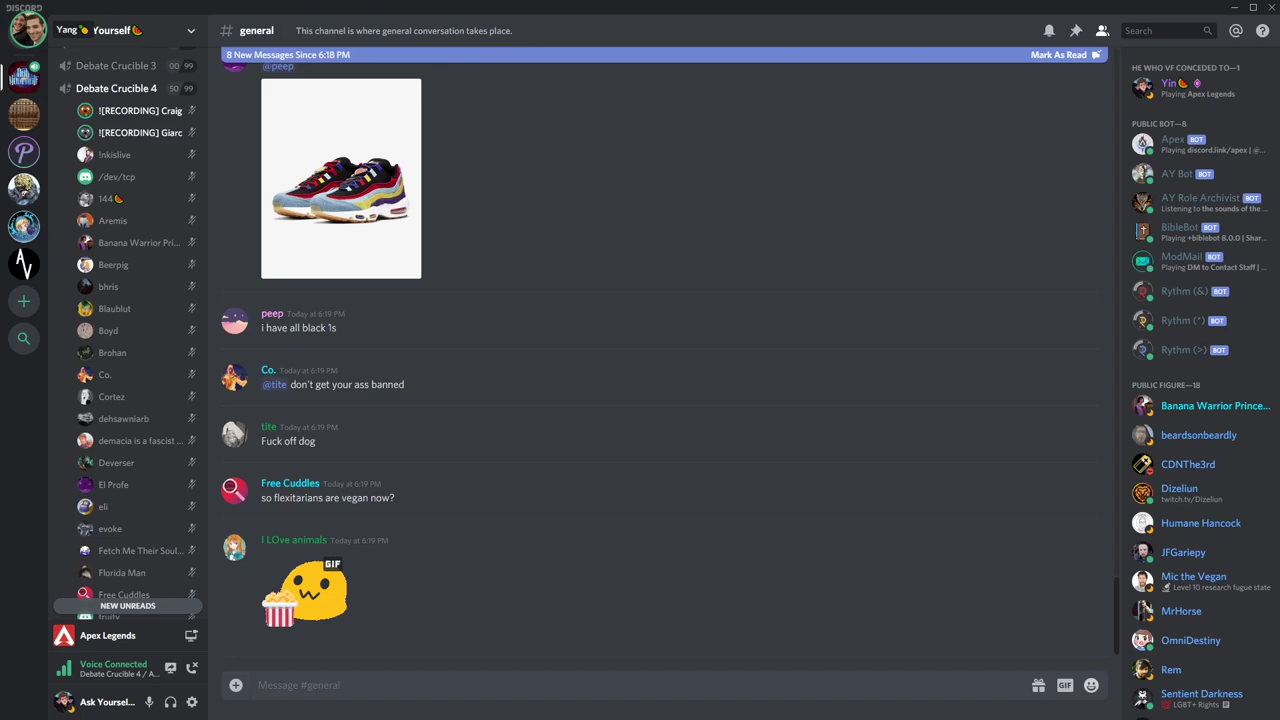 DISCORD
Yang🍍 Yourself🍉
# general
This channel is where general conversation takes place.
Search
Debate Crucible 3 00 99
Debate Crucible 4 50 99
![RECORDING] Craig
![RECORDING] Giarc
!nkislive
/dev/tcp
144🍉
Aremis
Banana Warrior Pri...
Beerpig
bhris
Blaublut
Boyd
Brohan
Co.
Cortez
dehsawniarb
demacia is a fascist ...
Deverser
El Profe
eli
evoke
Fetch Me Their Soul...
Florida Man
Free Cuddles
NEW UNREADS
fruity
Apex Legends
Voice Connected
Debate Crucible 4 / A...
Ask Yoursel...
8 New Messages Since 6:18 PM
Mark As Read
@peep
peep Today at 6:19 PM
i have all black 1s
Co. Today at 6:19 PM
@tite don't get your ass banned
tite Today at 6:19 PM
Fuck off dog
Free Cuddles Today at 6:19 PM
so flexitarians are vegan now?
I LOve animals Today at 6:19 PM
GIF
Message #general
GIF
HE WHO VF CONCEDED TO—1
Yin🍉
Playing Apex Legends
PUBLIC BOT—8
Apex BOT
Playing discord.link/apex | @...
AY Bot BOT
AY Role Archivist BOT
Listening to the sounds of the ...
BibleBot BOT
Playing +biblebot 8.0.0 | Shar...
ModMail BOT
Playing DM to Contact Staff | ...
Rythm (&) BOT
Rythm (*) BOT
Rythm (>) BOT
PUBLIC FIGURE—18
Banana Warrior Prince...
beardsonbeardly
CDNThe3rd
Dizeliun
twitch.tv/Dizeliun
Humane Hancock
JFGariepy
Mic the Vegan
Level 10 research fugue state
MrHorse
OmniDestiny
Rem
Sentient Darkness
LGBT+ Rights